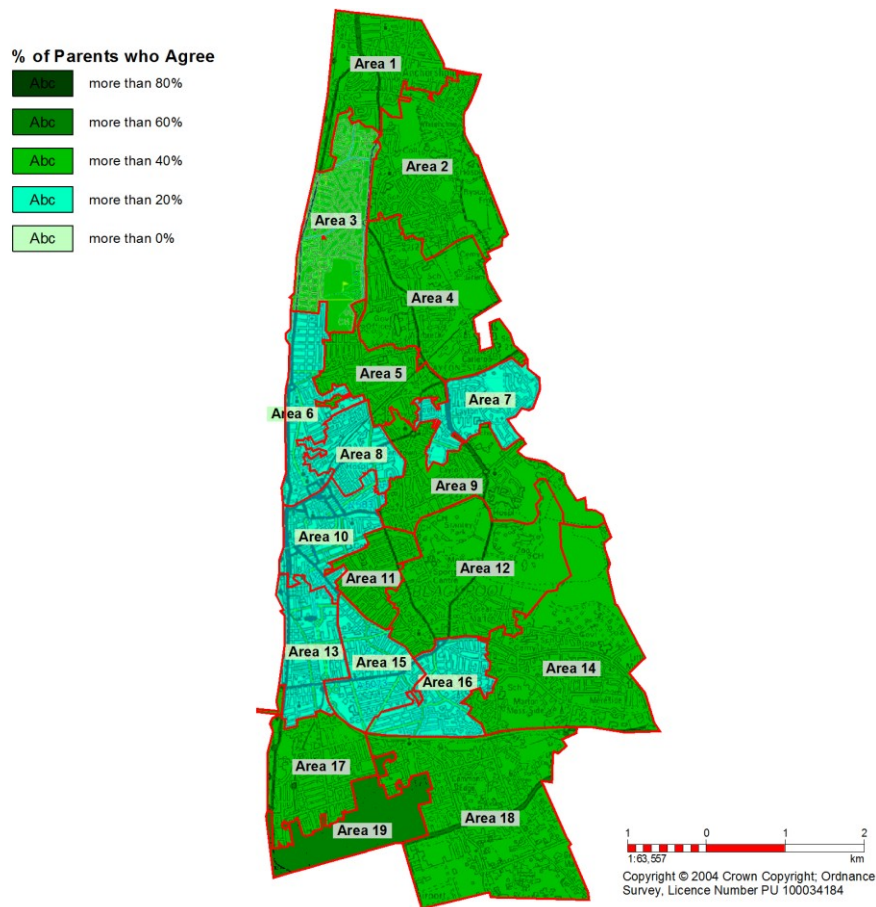 % of Parents who Agree
Abc more than 80%
Abc more than 60%
Abc more than 40%
Abc more than 20%
Abc more than 0%
Area 1
Area 2
Area 3
Area 4
Area 5
Area 6
Area 7
Area 8
Area 9
Area 10
Area 11
Area 12
BLACKPOOL
Area 13
Area 14
Area 15
Area 16
Area 17
Area 18
Area 19
1 0 1 2
1:63,557 km
Copyright © 2004 Crown Copyright; Ordnance
Survey, Licence Number PU 100034184